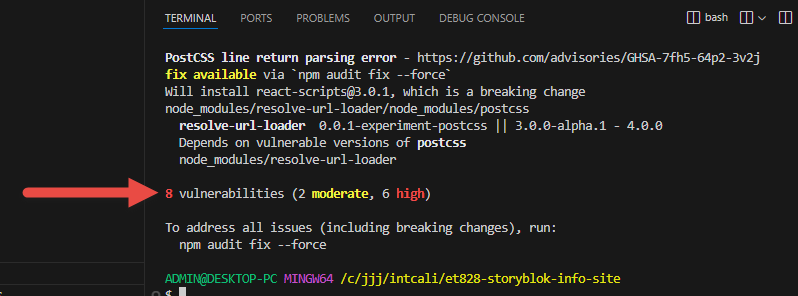 TERMINAL PORTS PROBLEMS OUTPUT DEBUG CONSOLE bash
PostCSS line return parsing error - https://github.com/advisories/GHSA-7fh5-64p2-3v2j
fix available via `npm audit fix --force`
Will install react-scripts@3.0.1, which is a breaking change
node_modules/resolve-url-loader/node_modules/postcss
resolve-url-loader 0.0.1-experiment-postcss || 3.0.0-alpha.1 - 4.0.0
Depends on vulnerable versions of postcss
node_modules/resolve-url-loader
8 vulnerabilities (2 moderate, 6 high)
To address all issues (including breaking changes), run:
npm audit fix --force
ADMIN@DESKTOP-PC MINGW64 /c/jjj/intcali/et828-storyblok-info-site
$